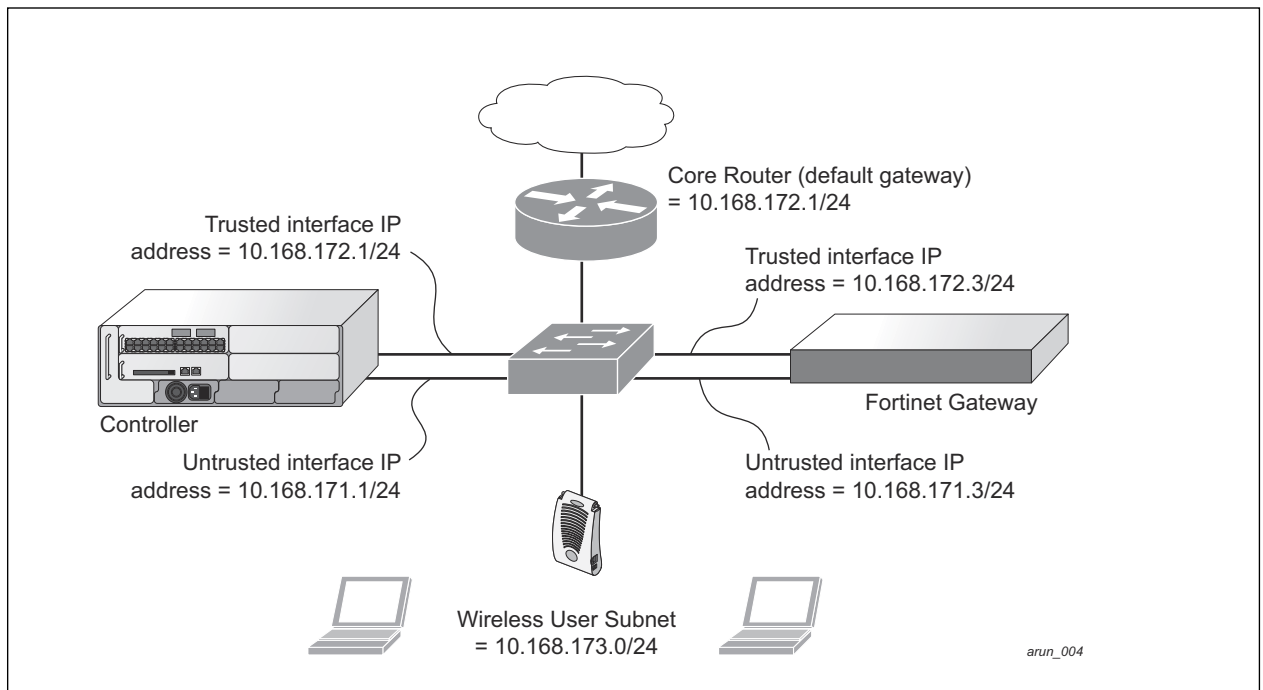 Core Router (default gateway)
= 10.168.172.1/24
Trusted interface IP
address = 10.168.172.1/24
Trusted interface IP
address = 10.168.172.3/24
Controller
Fortinet Gateway
Untrusted interface IP
address = 10.168.171.1/24
Untrusted interface IP
address = 10.168.171.3/24
Wireless User Subnet
= 10.168.173.0/24
arun_004